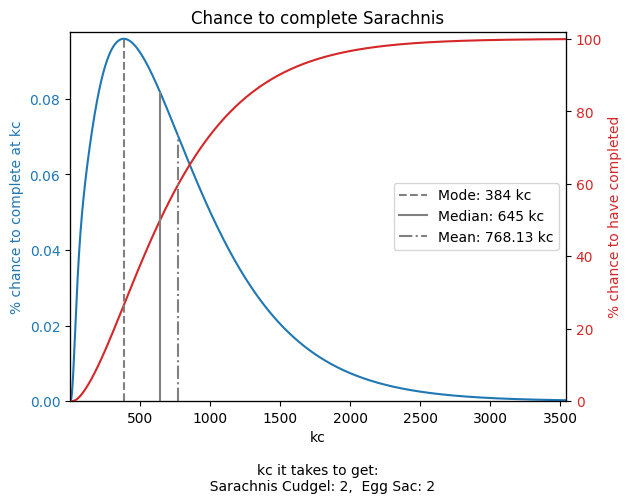 Chance to complete Sarachnis
% chance to complete at kc
0.08
0.06
0.04
0.02
0.00
100
80
60
40
20
0
% chance to have completed
Mode: 384 kc
Median: 645 kc
Mean: 768.13 kc
500 1000 1500 2000 2500 3000 3500
kc
kc it takes to get:
Sarachnis Cudgel: 2, Egg Sac: 2